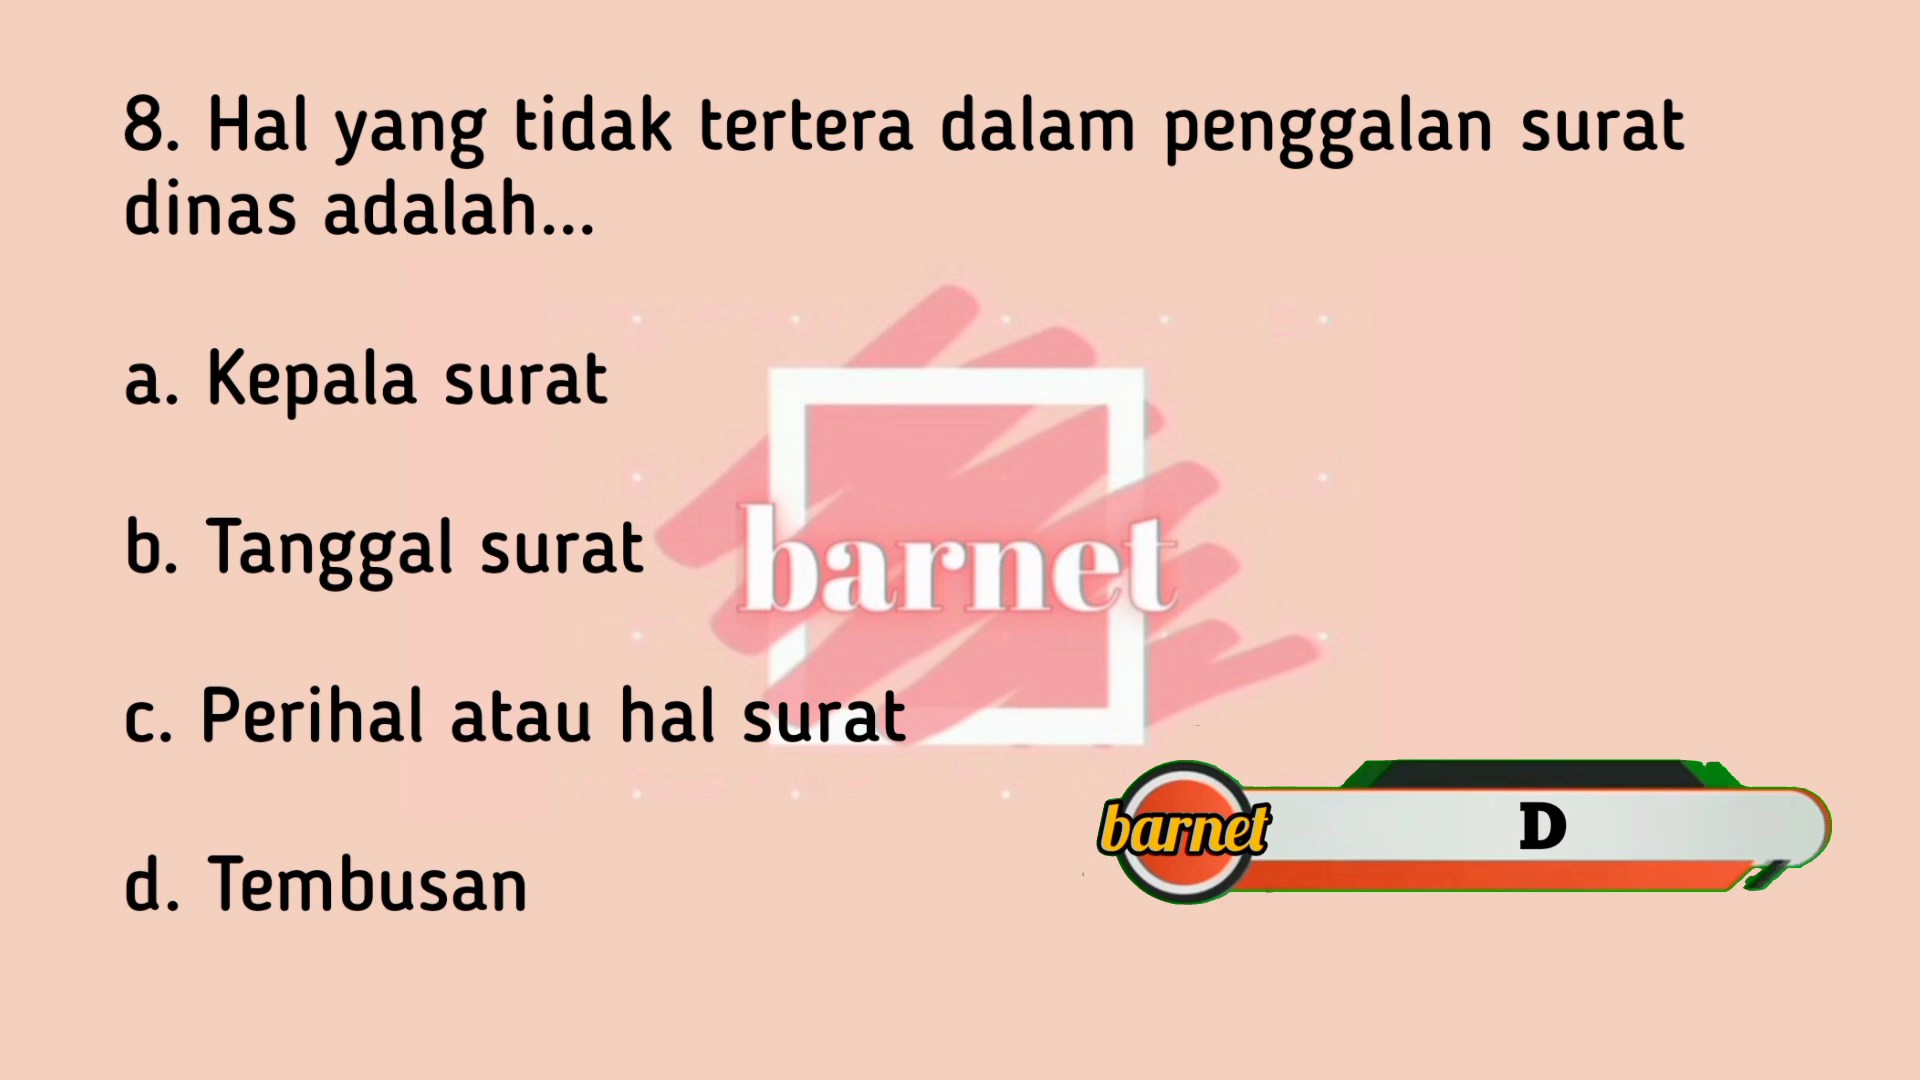 8. Hal yang tidak tertera dalam penggalan surat
dinas adalah...
a. Kepala surat
b. Tanggal surat
barnet
c. Perihal atau hal surat
barnet D
d. Tembusan